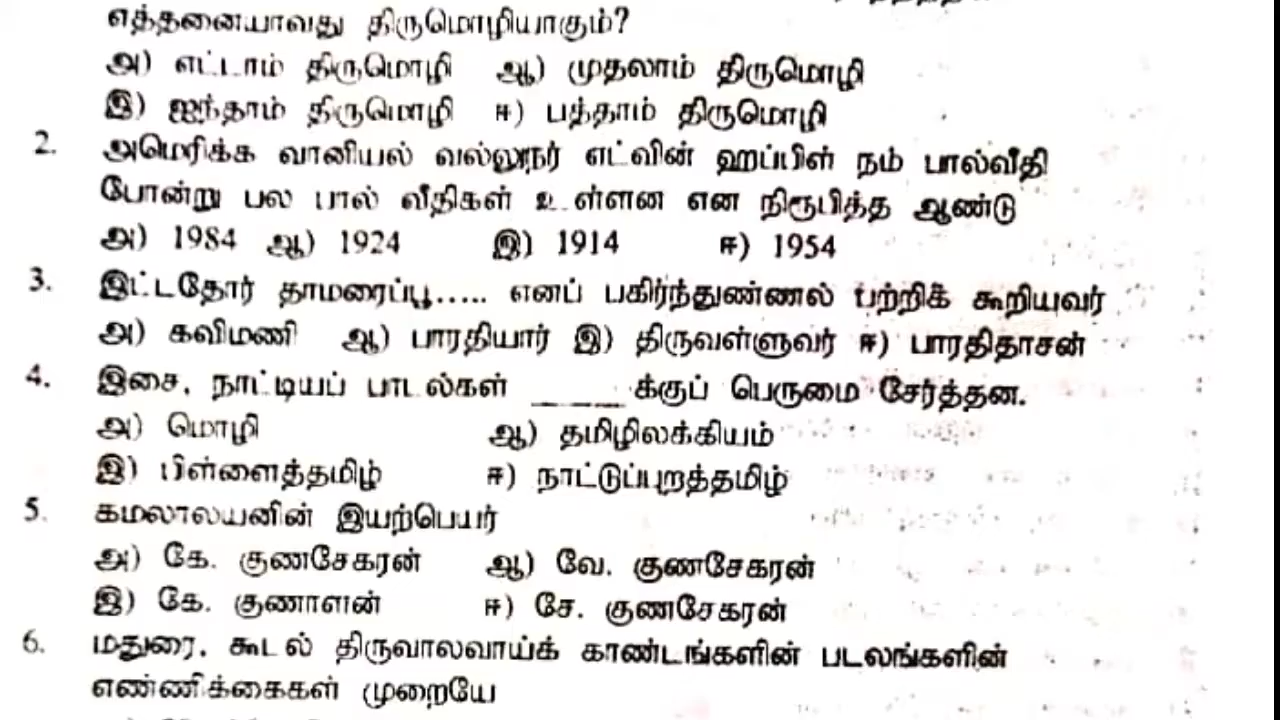 எத்தனையாவது திருமொழியாகும்?
அ) எட்டாம் திருமொழி ஆ) முதலாம் திருமொழி
இ) ஐந்தாம் திருமொழி ஈ) பத்தாம் திருமொழி
2. அமெரிக்க வானியல் வல்லுநர் எட்வின் ஹப்பிள் நம் பால்வீதி
போன்று பல பால் வீதிகள் உள்ளன என நிரூபித்த ஆண்டு
அ) 1984 ஆ) 1924 இ) 1914 ஈ) 1954
3. இட்டதோர் தாமரைப்பூ..... எனப் பகிர்ந்துண்ணல் பற்றிக் கூறியவர்
அ) கவிமணி ஆ) பாரதியார் இ) திருவள்ளுவர் ஈ) பாரதிதாசன்
4. இசை, நாட்டியப் பாடல்கள் _____ க்குப் பெருமை சேர்த்தன.
அ) மொழி ஆ) தமிழிலக்கியம்
இ) பிள்ளைத்தமிழ் ஈ) நாட்டுப்புறத்தமிழ்
5. கமலாலயனின் இயற்பெயர்
அ) கே. குணசேகரன் ஆ) வே. குணசேகரன்
இ) கே. குணாளன் ஈ) சே. குணசேகரன்
6. மதுரை, கூடல் திருவாலவாய்க் காண்டங்களின் படலங்களின்
எண்ணிக்கைகள் முறையே